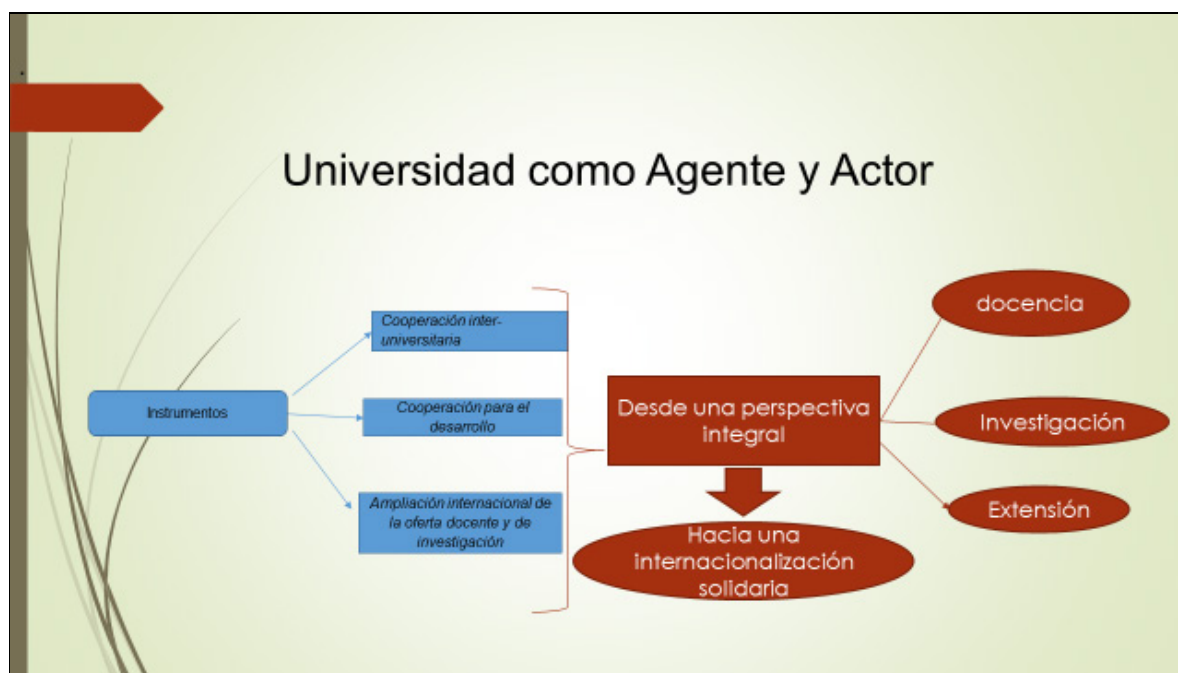 Universidad como Agente y Actor
Instrumentos
Cooperación inter-
universitaria
Cooperación para el
desarrollo
Ampliación internacional de
la oferta docente y de
investigación
Desde una perspectiva
integral
Hacia una
internacionalización
solidaria
docencia
Investigación
Extensión